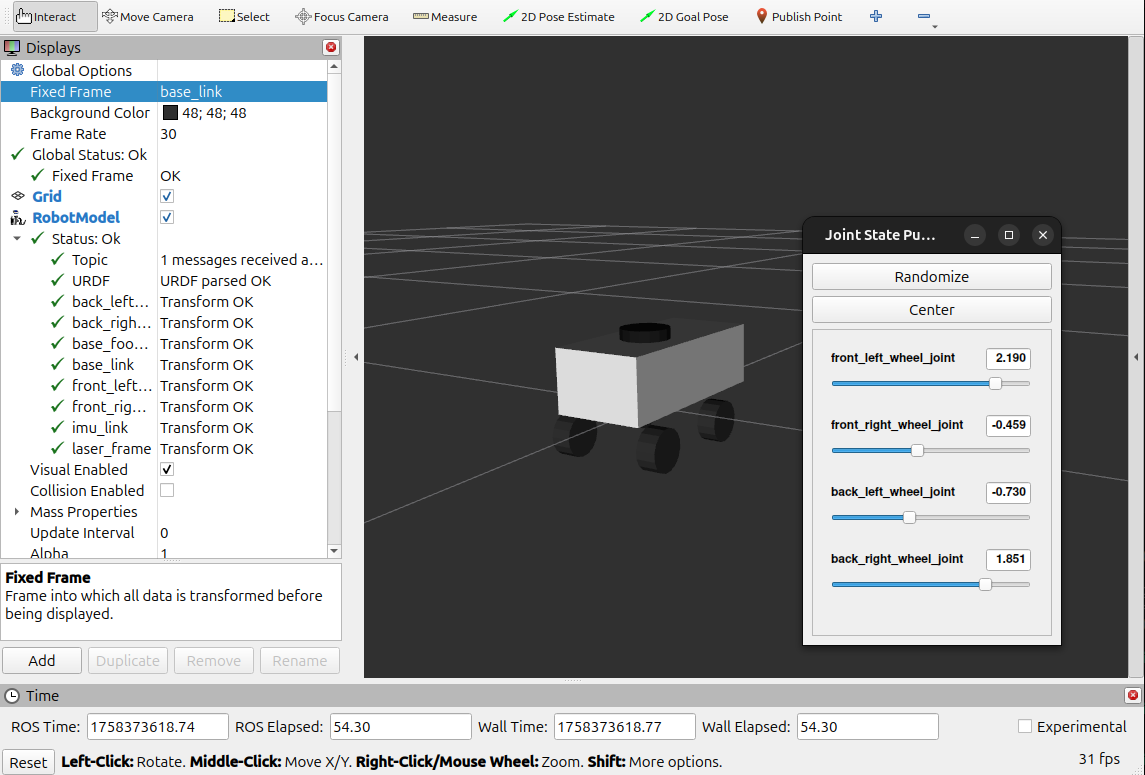 Interact Move Camera Select Focus Camera Measure 2D Pose Estimate 2D Goal Pose Publish Point
Displays
Global Options
Fixed Frame base_link
Background Color 48; 48; 48
Frame Rate 30
Global Status: Ok
Fixed Frame OK
Grid
RobotModel
Status: Ok
Topic 1 messages received a...
URDF URDF parsed OK
back_left... Transform OK
back_righ... Transform OK
base_foo... Transform OK
base_link Transform OK
front_left... Transform OK
front_rig... Transform OK
imu_link Transform OK
laser_frame Transform OK
Visual Enabled
Collision Enabled
Mass Properties
Update Interval 0
Alpha 1
Fixed Frame
Frame into which all data is transformed before
being displayed.
Add Duplicate Remove Rename
Joint State Pu...
Randomize
Center
front_left_wheel_joint 2.190
front_right_wheel_joint -0.459
back_left_wheel_joint -0.730
back_right_wheel_joint 1.851
Time
ROS Time: 1758373618.74 ROS Elapsed: 54.30 Wall Time: 1758373618.77 Wall Elapsed: 54.30 Experimental
Reset Left-Click: Rotate. Middle-Click: Move X/Y. Right-Click/Mouse Wheel: Zoom. Shift: More options. 31 fps